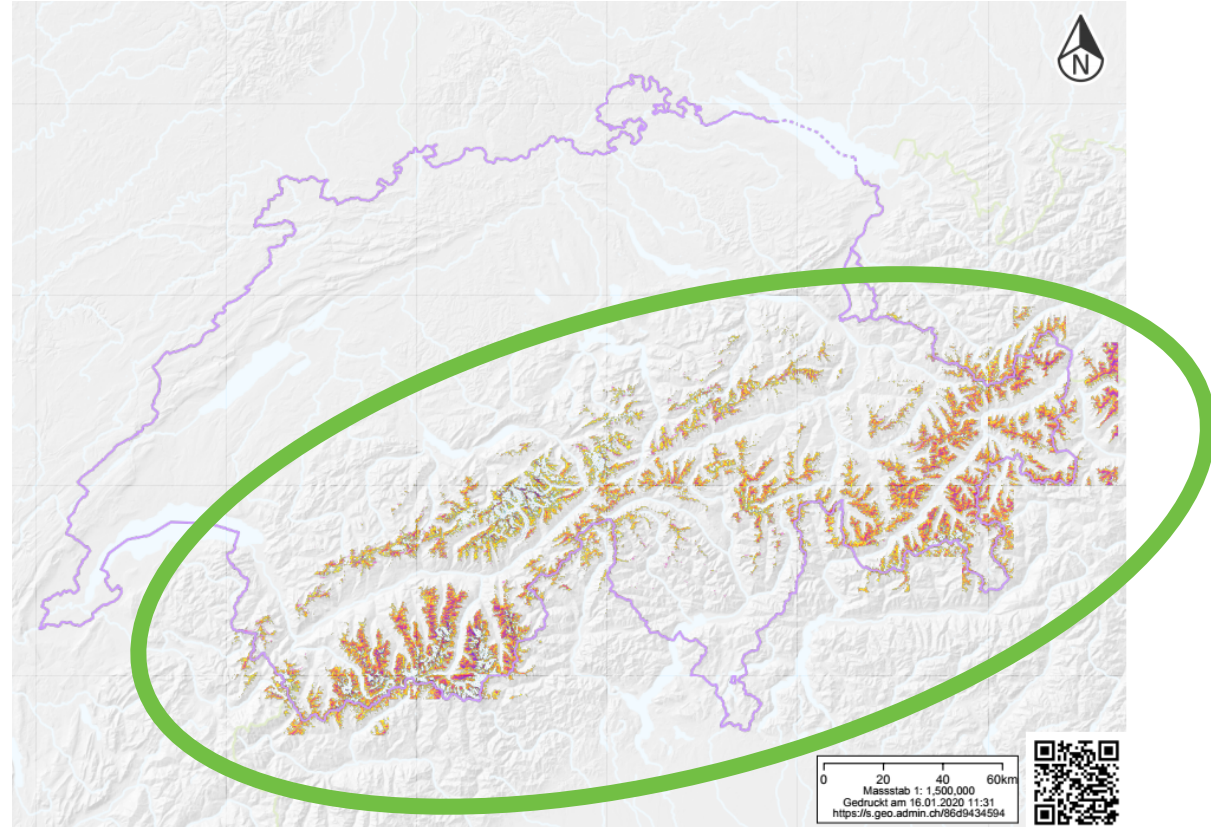 N
0 20 40 60km
Massstab 1: 1,500,000
Gedruckt am 16.01.2020 11:31
https://s.geo.admin.ch/86d9434594